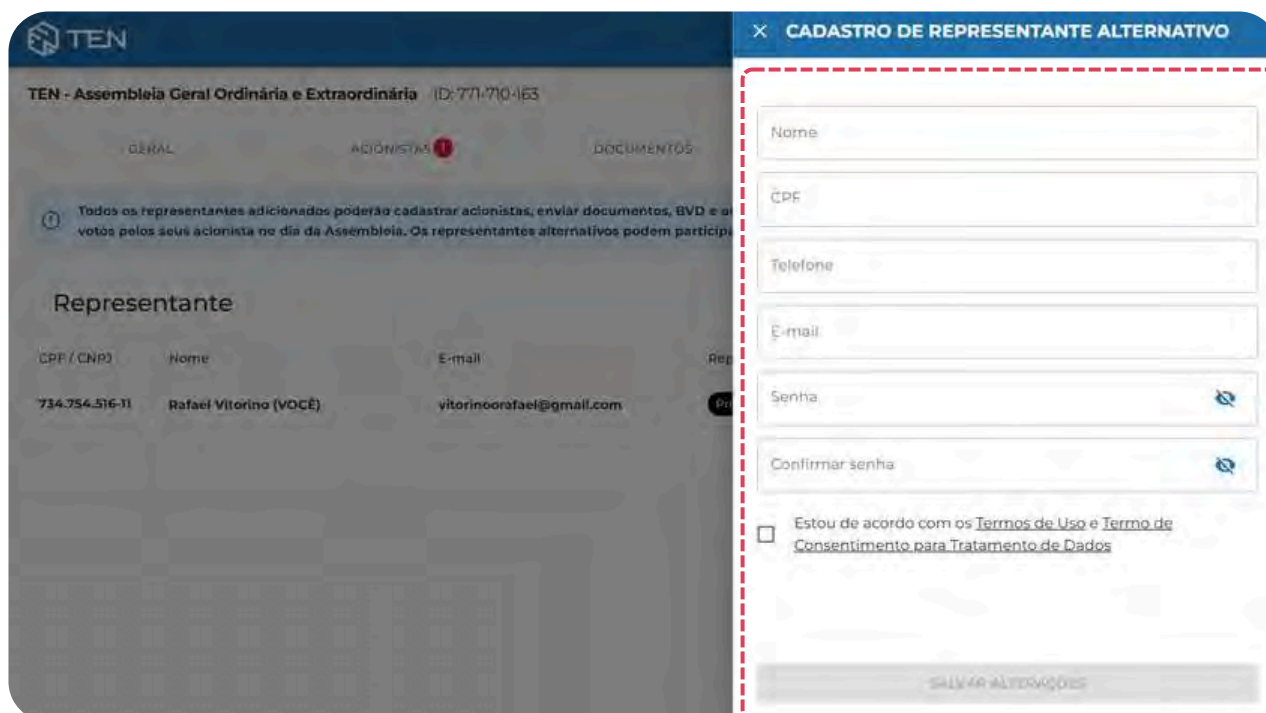 TEN
TEN - Assembleia Geral Ordinária e Extraordinária ID: 771-710-163
GERAL ACIONISTAS 1 DOCUMENTOS
Todos os representantes adicionados poderão cadastrar acionistas, enviar documentos, BVD e
votos pelos seus acionista no dia da Assembleia. Os representantes alternativos podem
Representante
CPF / CNPJ Nome E-mail
734.754.516-11 Rafael Vitorino (VOCÊ) vitorinoorafael@gmail.com
× CADASTRO DE REPRESENTANTE ALTERNATIVO
Nome
CPF
Telefone
E-mail
Senha
Confirmar senha
Estou de acordo com os Termos de Uso e Termo de
Consentimento para Tratamento de Dados
SALVAR ALTERAÇÕES